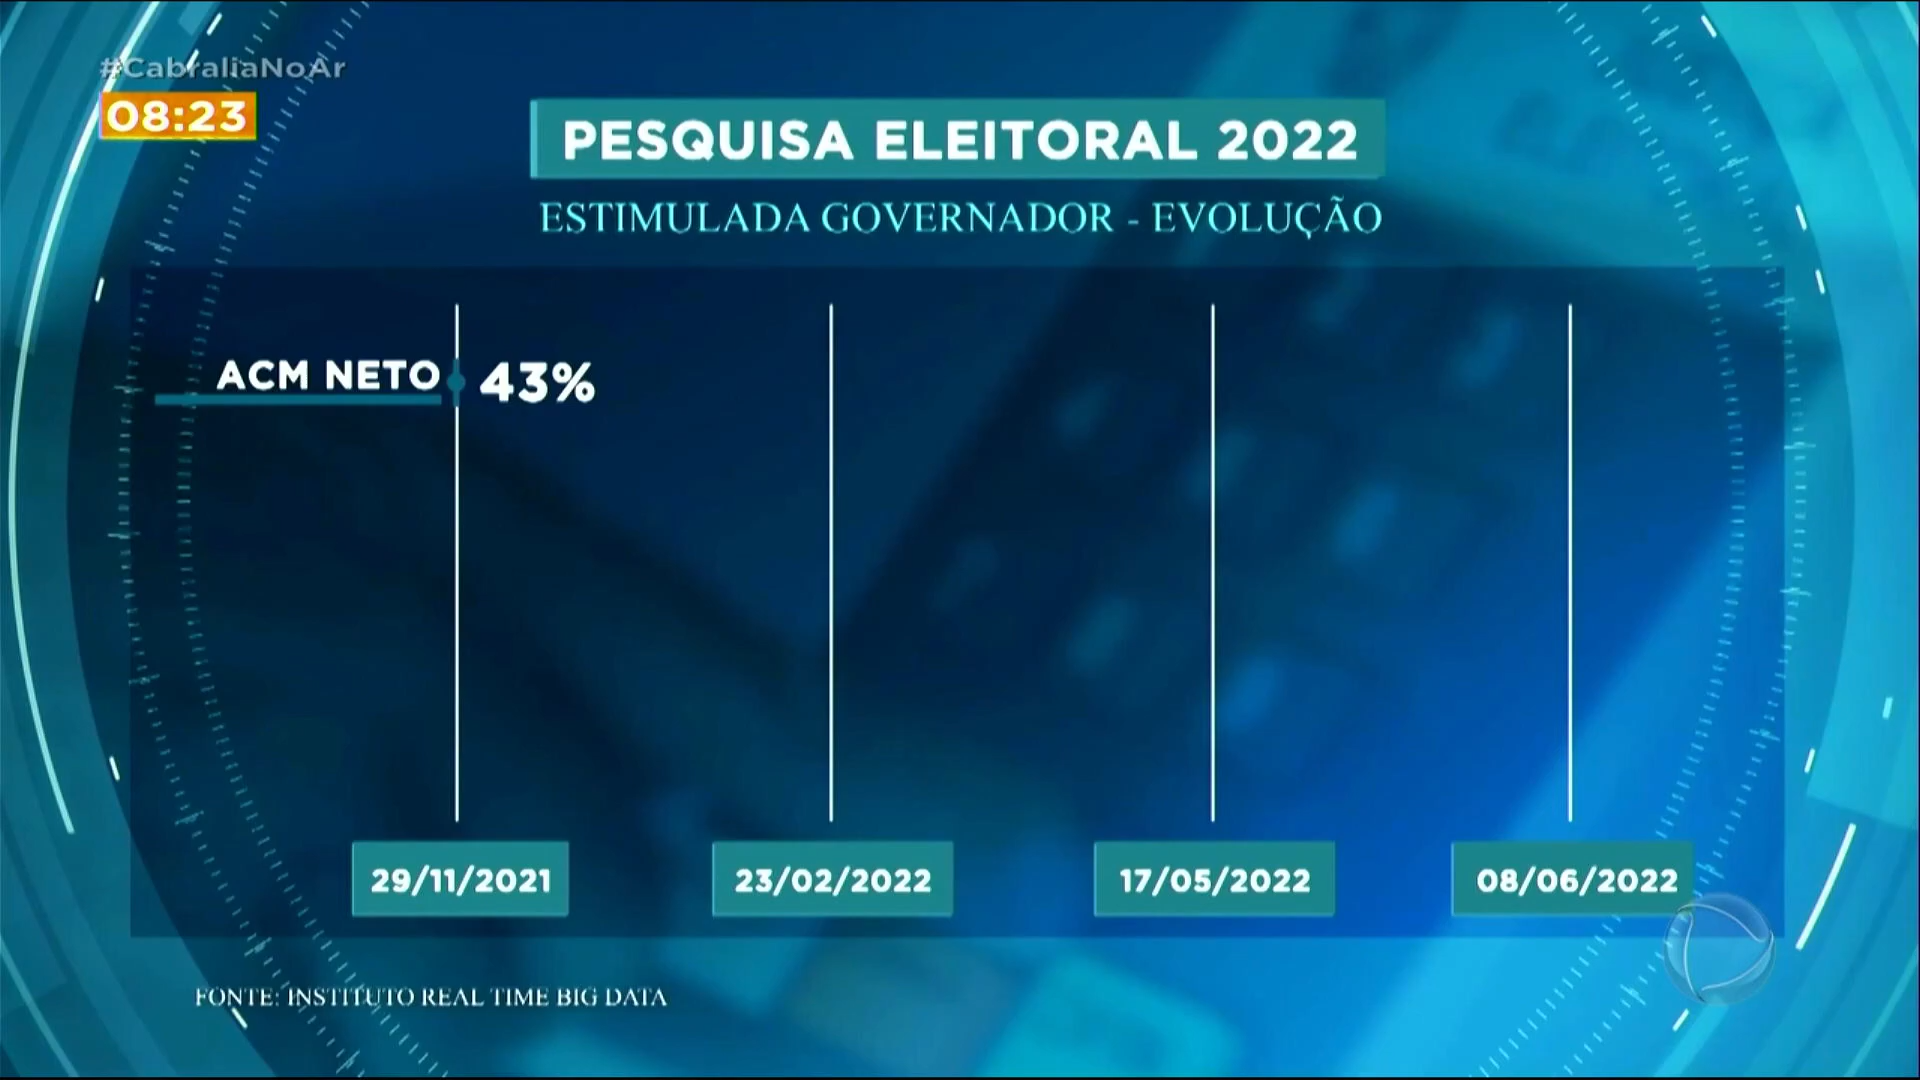 #CabraliaNoAr
08:23
PESQUISA ELEITORAL 2022
ESTIMULADA GOVERNADOR - EVOLUÇÃO
ACM NETO 43%
29/11/2021 23/02/2022 17/05/2022 08/06/2022
FONTE: INSTITUTO REAL TIME BIG DATA